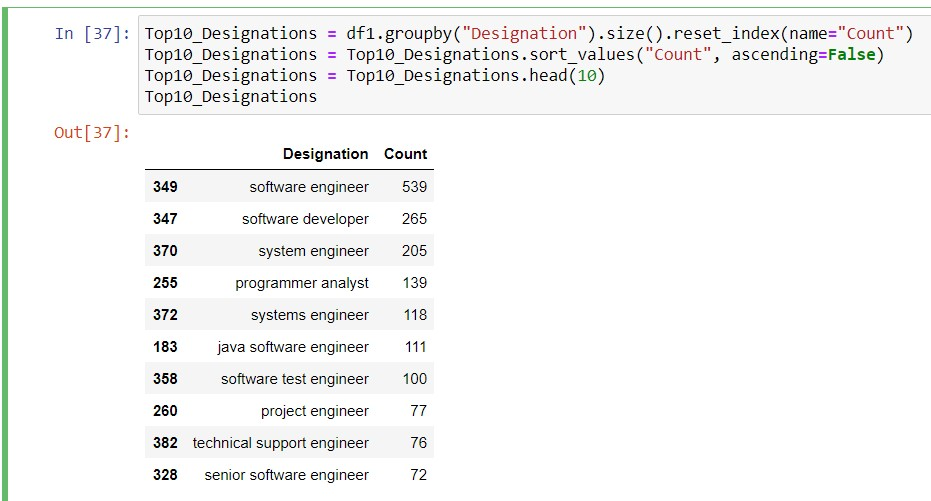 In [37]: Top10_Designations = df1.groupby("Designation").size().reset_index(name="Count")
Top10_Designations = Top10_Designations.sort_values("Count", ascending=False)
Top10_Designations = Top10_Designations.head(10)
Top10_Designations
Out[37]:
Designation Count
349 software engineer 539
347 software developer 265
370 system engineer 205
255 programmer analyst 139
372 systems engineer 118
183 java software engineer 111
358 software test engineer 100
260 project engineer 77
382 technical support engineer 76
328 senior software engineer 72